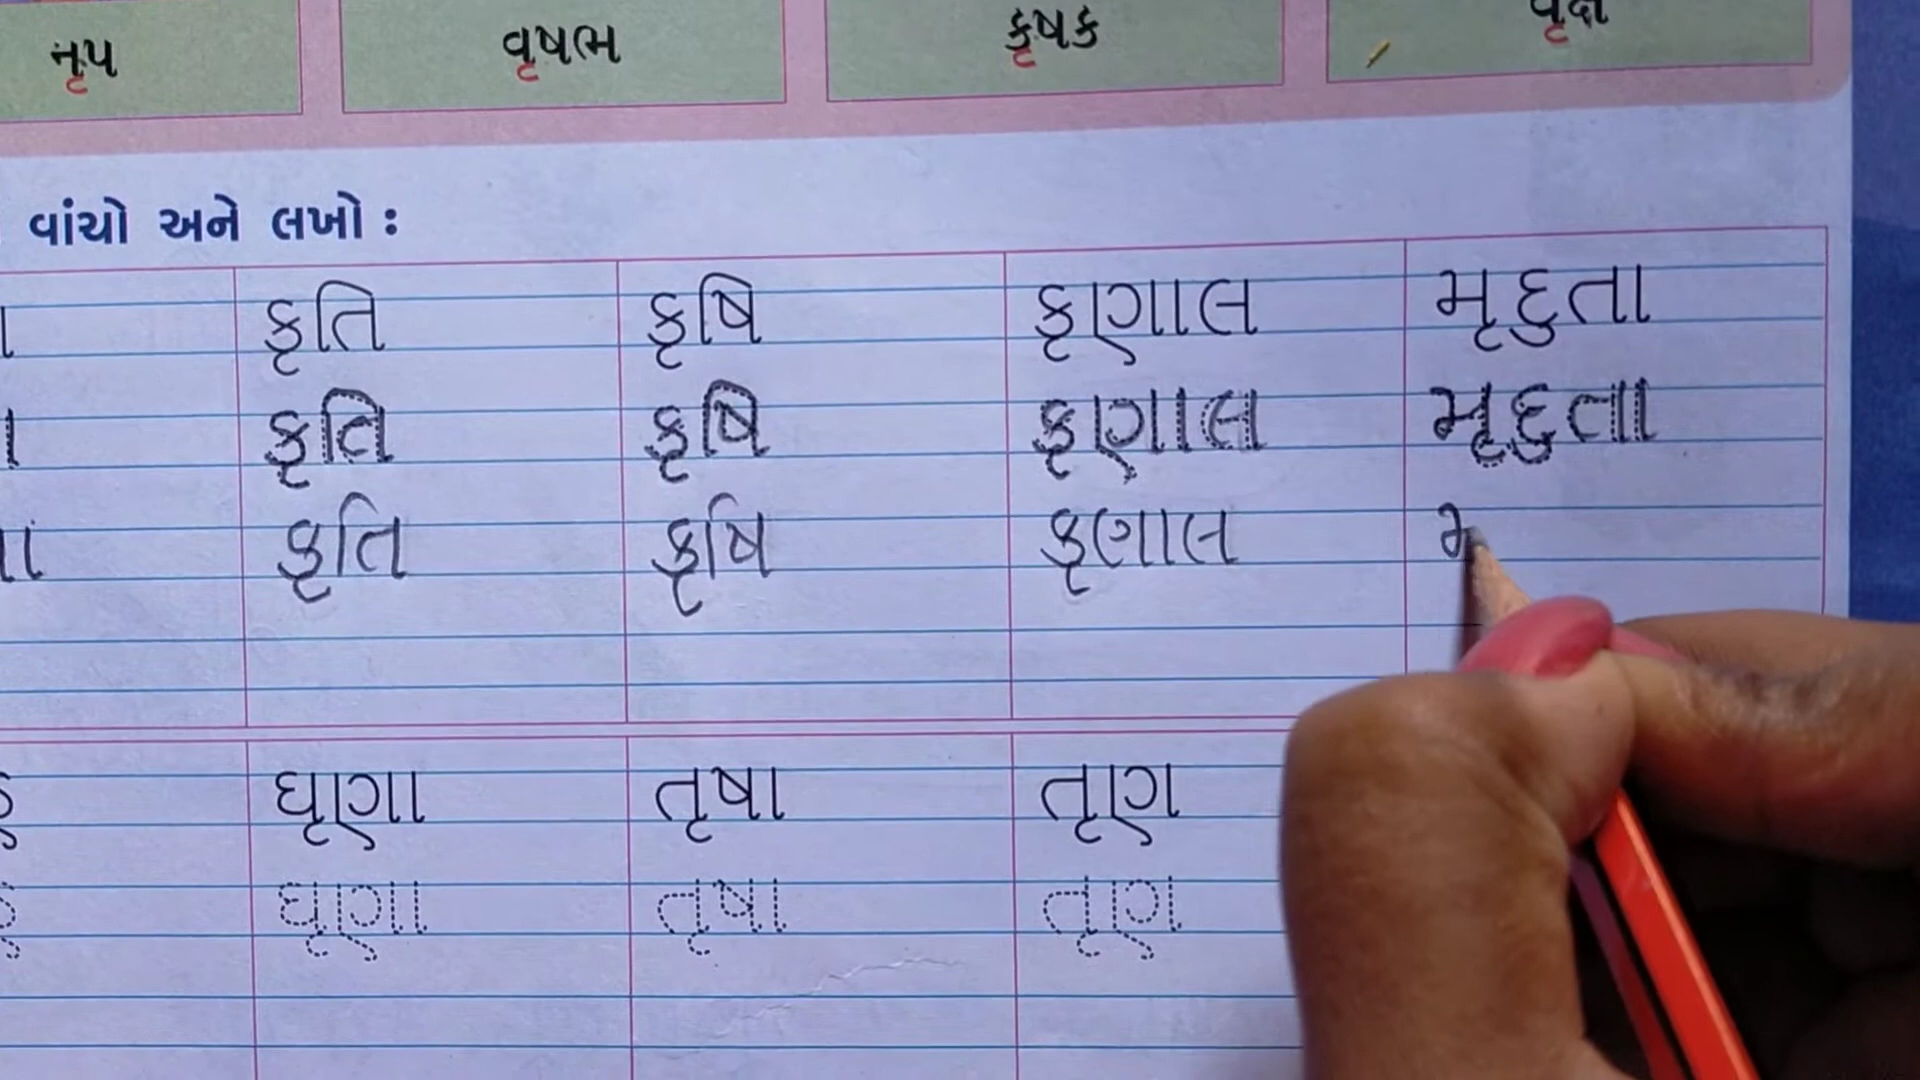 નૃપ વૃષભ કૃષક વૃક્ષ
વાંચો અને લખો :
કૃતિ કૃષિ કૃણાલ મૃદુતા
કૃતિ કૃષિ કૃણાલ મૃદુતા
કૃતિ કૃષિ કૃણાલ મ
ઘૃણા તૃષા તૃણ
ઘૃણા તૃષા તૃણ